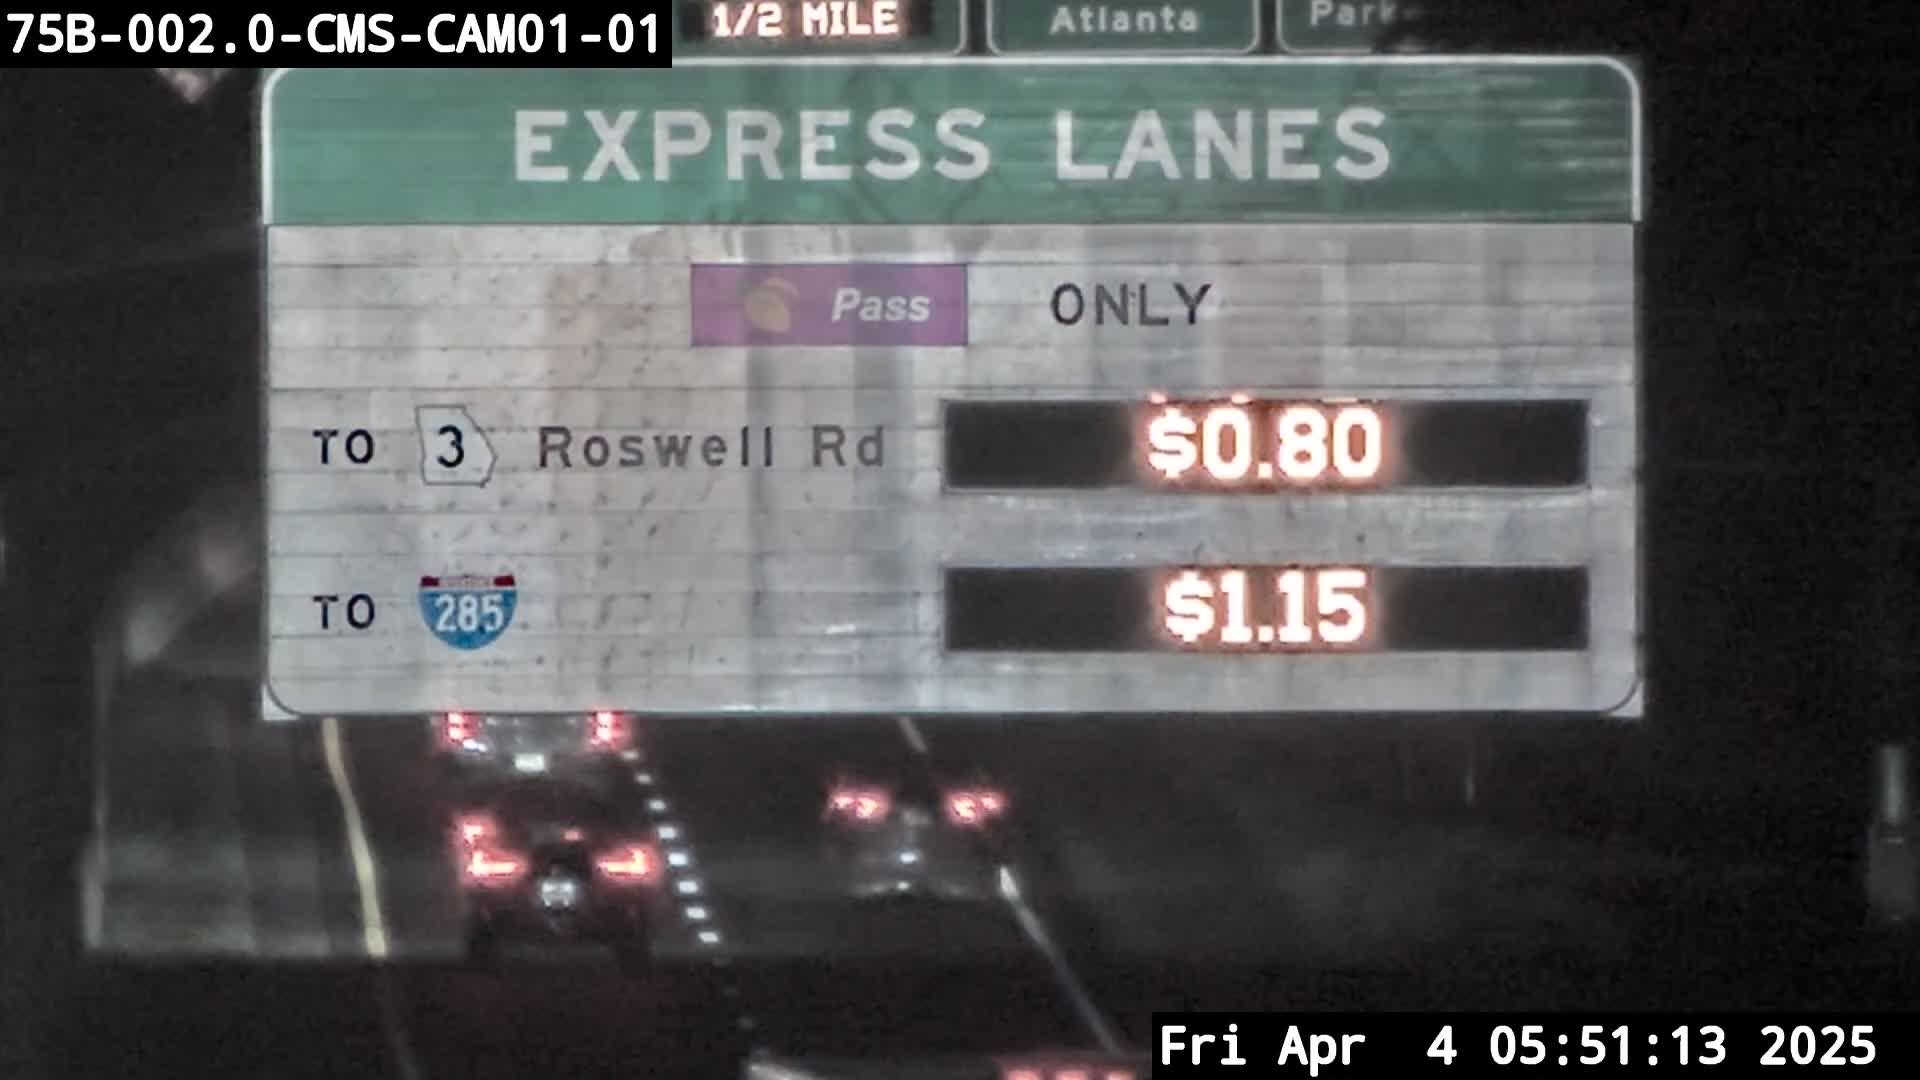 75B-002.0-CMS-CAM01-01
1/2 MILE
Atlanta
Park-
EXPRESS LANES
Pass ONLY
TO 3 Roswell Rd $0.80
TO 285 $1.15
Fri Apr 4 05:51:13 2025